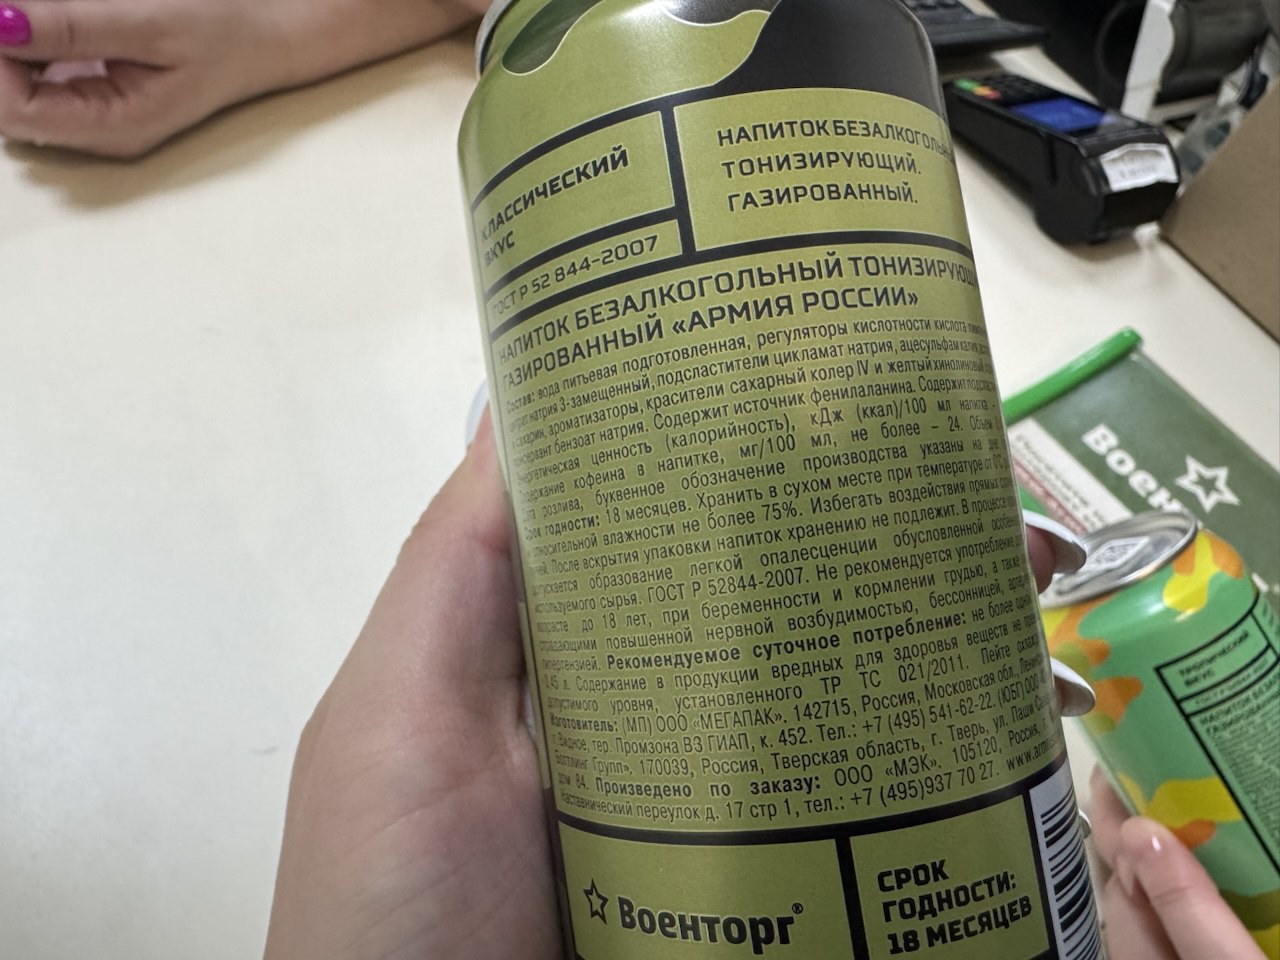 КЛАССИЧЕСКИЙ
ВКУС
ГОСТ Р 52 844-2007
НАПИТОК БЕЗАЛКОГОЛЬН
ТОНИЗИРУЮЩИЙ.
ГАЗИРОВАННЫЙ.
НАПИТОК БЕЗАЛКОГОЛЬНЫЙ ТОНИЗИРУЮЩ
ГАЗИРОВАННЫЙ «АРМИЯ РОССИИ»
Состав: вода питьевая подготовленная, регуляторы кислотности кислота
цитрат натрия 3-замещенный, подсластители цикламат натрия, ацесульфам калия,
и сахарин, ароматизаторы, красители сахарный колер IV и желтый хинолиновый,
консервант бензоат натрия. Содержит источник фенилаланина. Содержит
Энергетическая ценность (калорийность), кДж (ккал)/100 мл напитка -
Содержание кофеина в напитке, мг/100 мл, не более – 24. Объем
розлива, буквенное обозначение производства указаны на
Срок годности: 18 месяцев. Хранить в сухом месте при температуре от
относительной влажности не более 75%. Избегать воздействия прямых
После вскрытия упаковки напиток хранению не подлежит. В процессе
допускается образование легкой опалесценции обусловленной
используемого сырья. ГОСТ Р 52844-2007. Не рекомендуется употребление
возрасте до 18 лет, при беременности и кормлении грудью, а также
страдающими повышенной нервной возбудимостью, бессонницей,
гипертензией. Рекомендуемое суточное потребление: не более
0,45 л. Содержание в продукции вредных для здоровья веществ не
допустимого уровня, установленного ТР ТС 021/2011. Пейте
Изготовитель: (МП) ООО «МЕГАПАК». 142715, Россия, Московская обл.,
г. Видное, тер. Промзона ВЗ ГИАП, к. 452. Тел.: +7 (495) 541-62-22. (ЮБГ) ООО
Боттлинг Групп». 170039, Россия, Тверская область, г. Тверь, ул. Паши
дом 84. Произведено по заказу: ООО «МЭК». 105120, Россия,
Наставнический переулок д. 17 стр 1, тел.: +7 (495)937 70 27.
Военторг®
СРОК
ГОДНОСТИ:
18 МЕСЯЦЕВ
Воен
ТРОПИЧЕСКИЙ
ВКУС